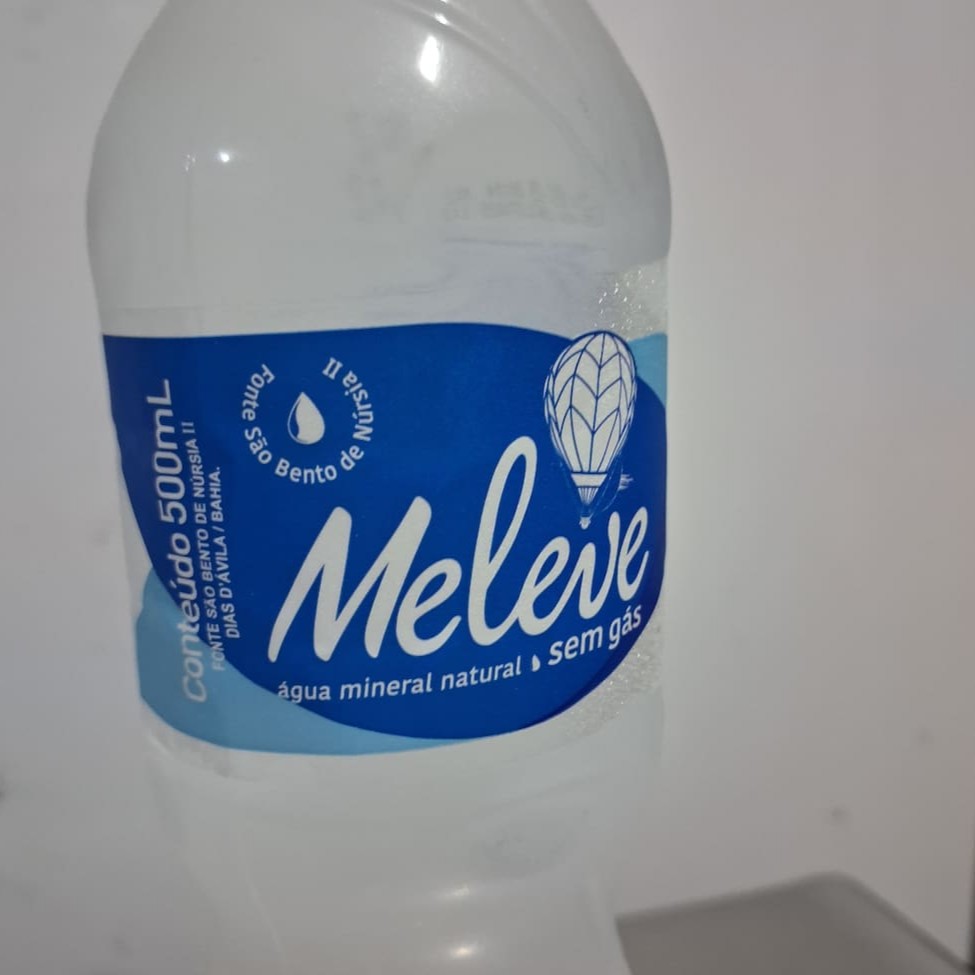 Conteúdo 500mL
FONTE SÃO BENTO DE NÚRSIA II
DIAS D'ÁVILA / BAHIA.
Fonte São Bento de Núrsia II
Meleve
água mineral natural sem gás